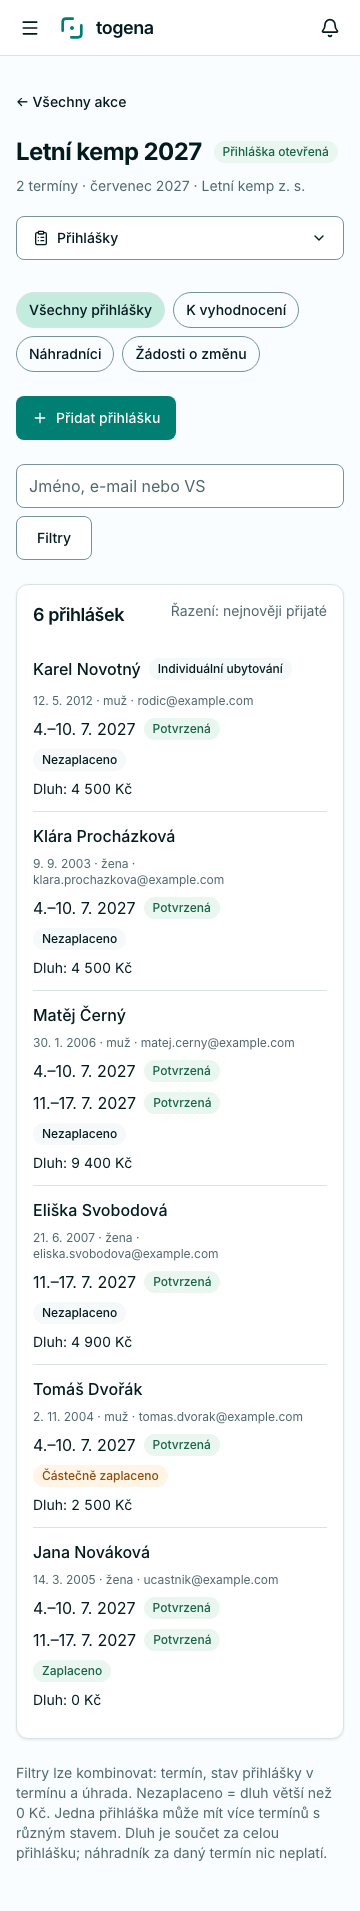 togena
← Všechny akce
Letní kemp 2027 Přihláška otevřená
2 termíny · červenec 2027 · Letní kemp z. s.
Přihlášky
Všechny přihlášky K vyhodnocení
Náhradníci Žádosti o změnu
+ Přidat přihlášku
Jméno, e-mail nebo VS
Filtry
6 přihlášek Řazení: nejnověji přijaté
Karel Novotný Individuální ubytování
12. 5. 2012 · muž · rodic@example.com
4.–10. 7. 2027 Potvrzená
Nezaplaceno
Dluh: 4 500 Kč
Klára Procházková
9. 9. 2003 · žena ·
klara.prochazkova@example.com
4.–10. 7. 2027 Potvrzená
Nezaplaceno
Dluh: 4 500 Kč
Matěj Černý
30. 1. 2006 · muž · matej.cerny@example.com
4.–10. 7. 2027 Potvrzená
11.–17. 7. 2027 Potvrzená
Nezaplaceno
Dluh: 9 400 Kč
Eliška Svobodová
21. 6. 2007 · žena ·
eliska.svobodova@example.com
11.–17. 7. 2027 Potvrzená
Nezaplaceno
Dluh: 4 900 Kč
Tomáš Dvořák
2. 11. 2004 · muž · tomas.dvorak@example.com
4.–10. 7. 2027 Potvrzená
Částečně zaplaceno
Dluh: 2 500 Kč
Jana Nováková
14. 3. 2005 · žena · ucastnik@example.com
4.–10. 7. 2027 Potvrzená
11.–17. 7. 2027 Potvrzená
Zaplaceno
Dluh: 0 Kč
Filtry lze kombinovat: termín, stav přihlášky v
termínu a úhrada. Nezaplaceno = dluh větší než
0 Kč. Jedna přihláška může mít více termínů s
různým stavem. Dluh je součet za celou
přihlášku; náhradník za daný termín nic neplatí.